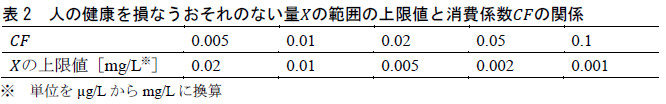 表2　人の健康を損なうおそれのない量Xの範囲の上限値と消費係数CFの関係
CF 0.005 0.01 0.02 0.05 0.1
Xの上限値［mg/L※］ 0.02 0.01 0.005 0.002 0.001
※　単位をµg/Lからmg/Lに換算